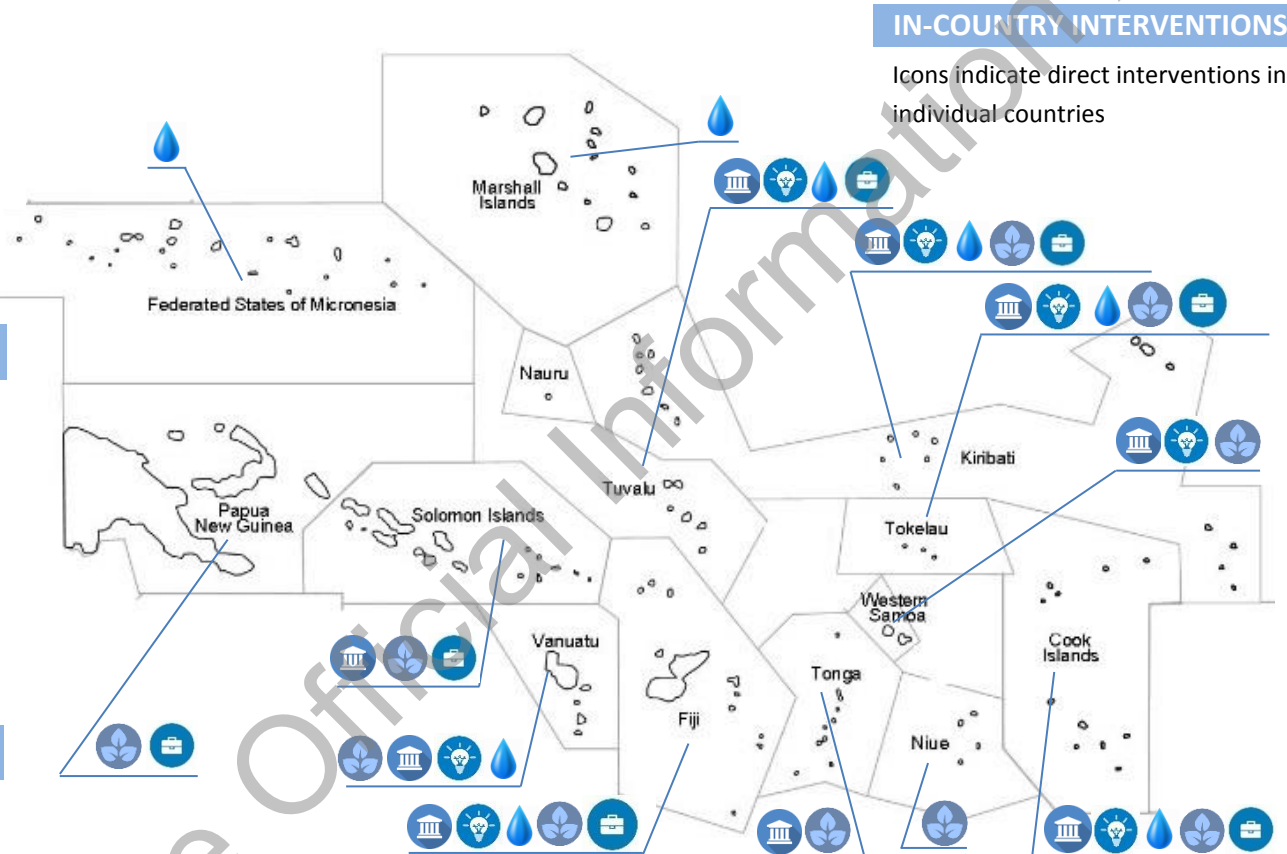 IN-COUNTRY INTERVENTIONS
Icons indicate direct interventions in
individual countries
Marshall
Islands
Federated States of Micronesia
Nauru
Kiribati
Tuvalu
Papua
New Guinea
Solomon Islands
Tokelau
Western
Samoa
Vanuatu
Cook
Islands
Tonga
Fiji
Niue
e Official Information